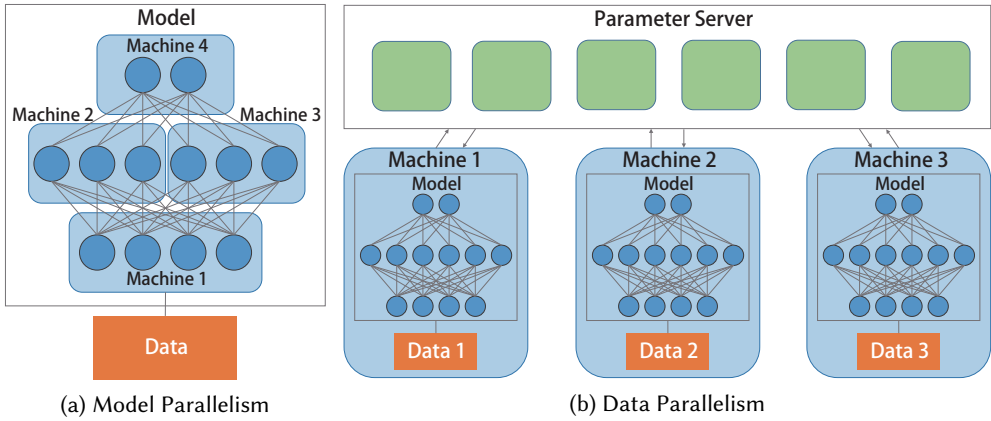 Model
Machine 4
Machine 2
Machine 3
Machine 1
Data
(a) Model Parallelism
Parameter Server
Machine 1
Model
Data 1
Machine 2
Model
Data 2
Machine 3
Model
Data 3
(b) Data Parallelism